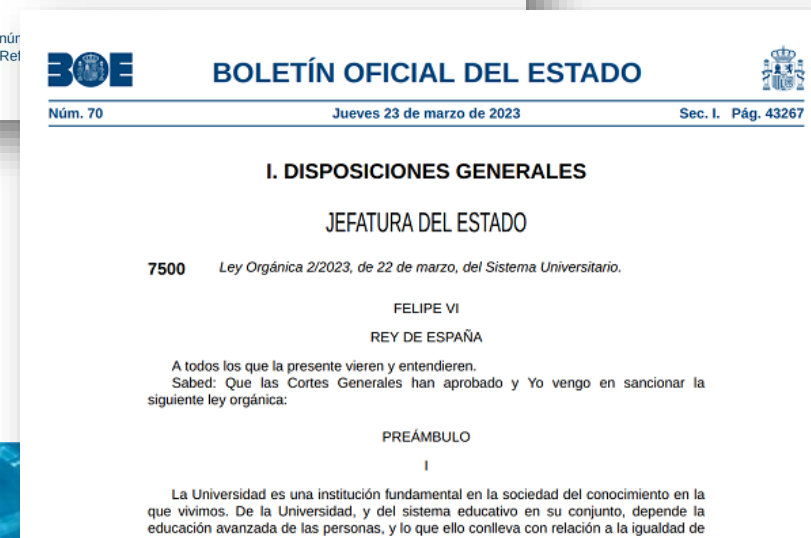 BOE
BOLETÍN OFICIAL DEL ESTADO
Núm. 70
Jueves 23 de marzo de 2023
Sec. I. Pág. 43267
I. DISPOSICIONES GENERALES
JEFATURA DEL ESTADO
7500 Ley Orgánica 2/2023, de 22 de marzo, del Sistema Universitario.
FELIPE VI
REY DE ESPAÑA
A todos los que la presente vieren y entendieren.
Sabed: Que las Cortes Generales han aprobado y Yo vengo en sancionar la
siguiente ley orgánica:
PREÁMBULO
I
La Universidad es una institución fundamental en la sociedad del conocimiento en la
que vivimos. De la Universidad, y del sistema educativo en su conjunto, depende la
educación avanzada de las personas, y lo que ello conlleva con relación a la igualdad de